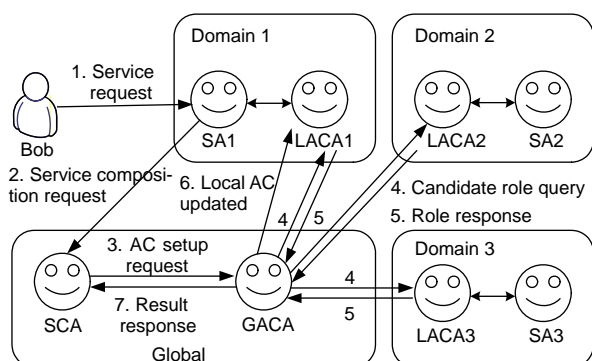 Domain 1
Domain 2
1. Service
request
SA1
LACA1
LACA2
SA2
Bob
2. Service composi-
tion request
6. Local AC
updated
4
5
4. Candidate role query
5. Role response
3. AC setup
request
Domain 3
4
5
7. Result
response
SCA
GACA
LACA3
SA3
Global